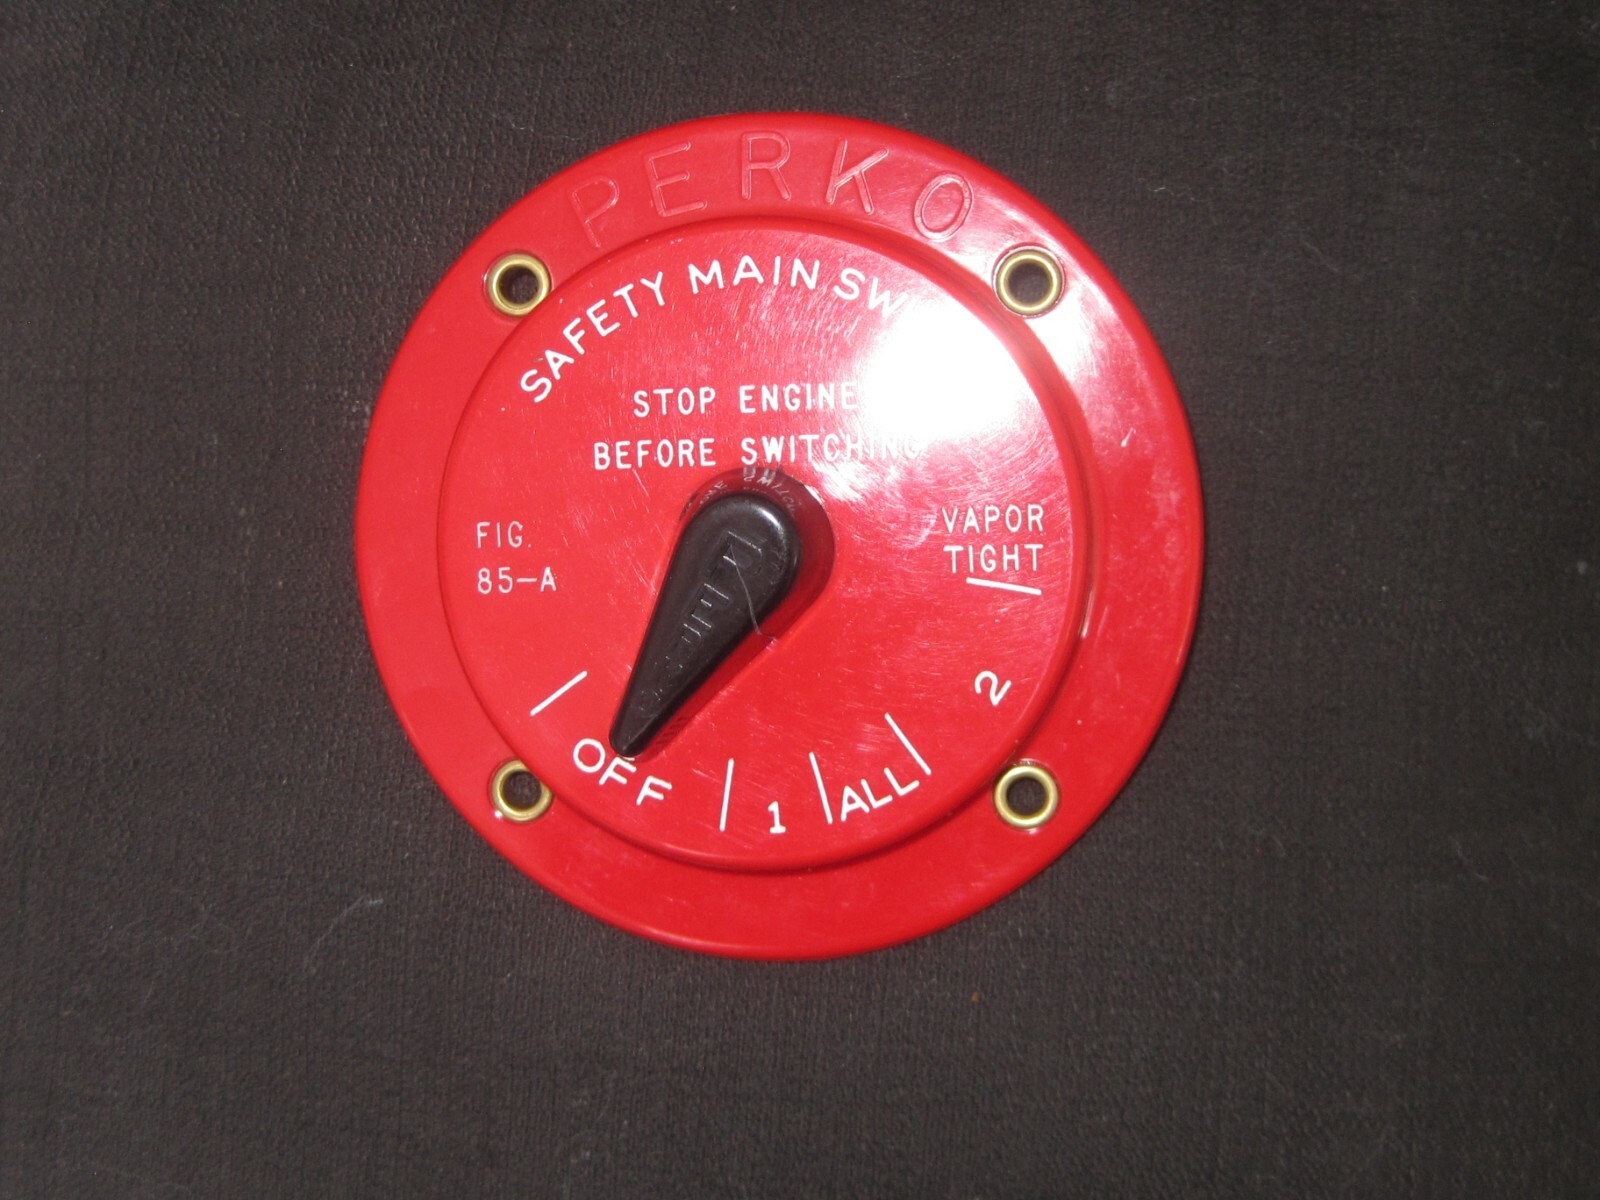 PERKO
SAFETY MAIN SW
STOP ENGINE
BEFORE SWITCHING
VAPOR
TIGHT
FIG.
85-A
OFF
1
ALL
2